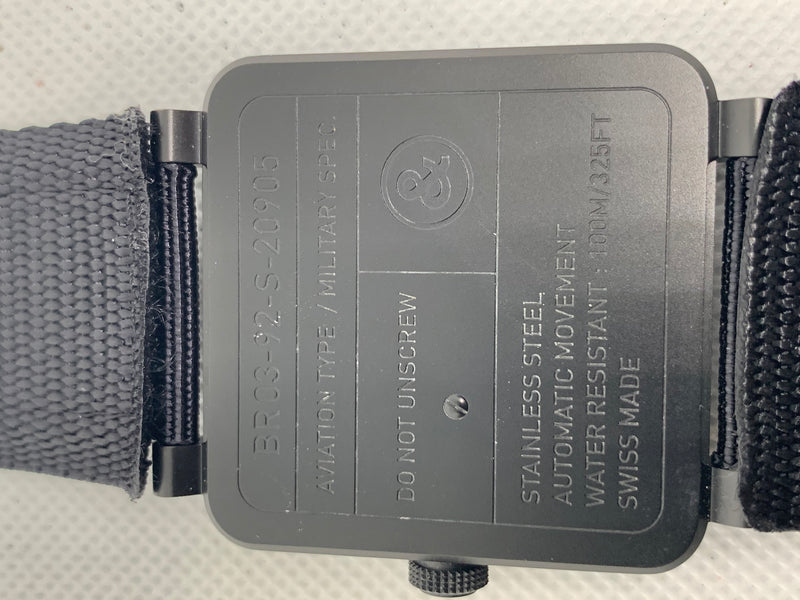 BR03-92-S-20905
AVIATION TYPE / MILITARY SPEC.
&
DO NOT UNSCREW
STAINLESS STEEL
AUTOMATIC MOVEMENT
WATER RESISTANT : 100M/325FT
SWISS MADE